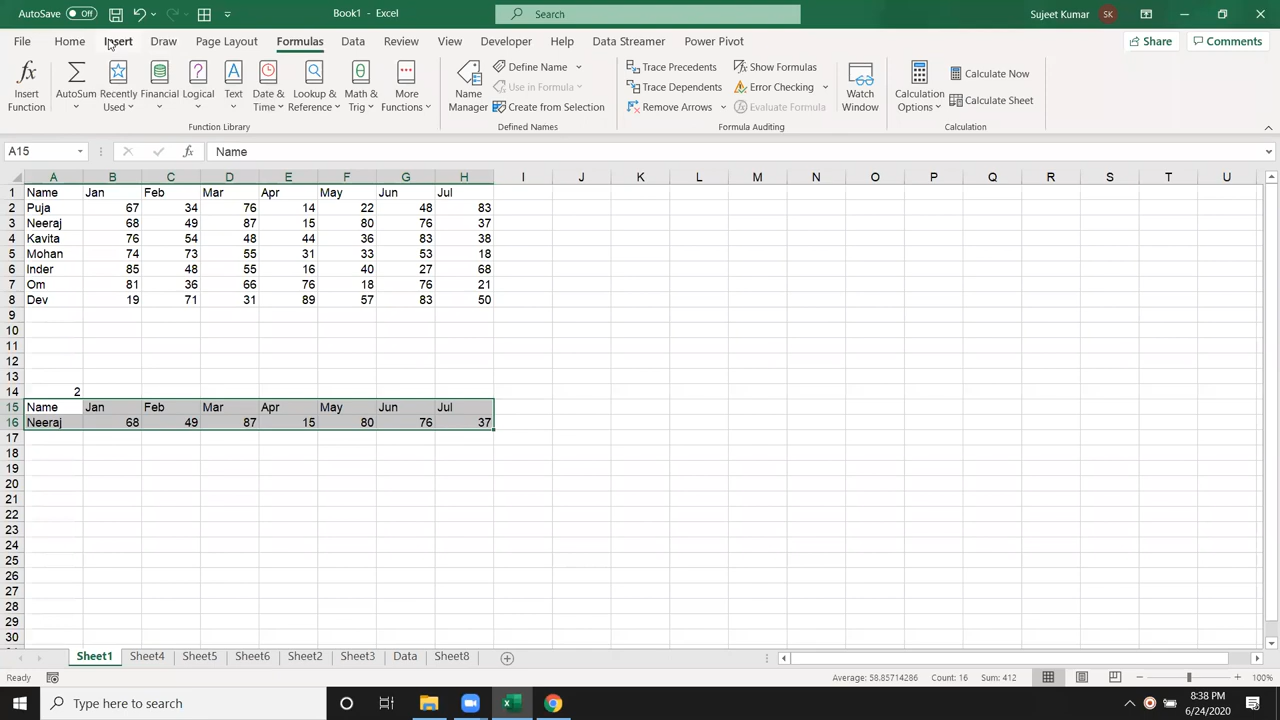 AutoSave Off Book1 - Excel Search Sujeet Kumar SK
File Home Insert Draw Page Layout Formulas Data Review View Developer Help Data Streamer Power Pivot Share Comments
Insert Function AutoSum Recently Used Financial Logical Text Date & Time Lookup & Reference Math & Trig More Functions Name Manager Define Name Use in Formula Create from Selection Trace Precedents Trace Dependents Remove Arrows Show Formulas Error Checking Evaluate Formula Watch Window Calculation Options Calculate Now Calculate Sheet
Function Library Defined Names Formula Auditing Calculation
A15 fx Name
A B C D E F G H I J K L M N O P Q R S T U
1 Name Jan Feb Mar Apr May Jun Jul
2 Puja 67 34 76 14 22 48 83
3 Neeraj 68 49 87 15 80 76 37
4 Kavita 76 54 48 44 36 83 38
5 Mohan 74 73 55 31 33 53 18
6 Inder 85 48 55 16 40 27 68
7 Om 81 36 66 76 18 76 21
8 Dev 19 71 31 89 57 83 50
9
10
11
12
13
14 2
15 Name Jan Feb Mar Apr May Jun Jul
16 Neeraj 68 49 87 15 80 76 37
17
18
19
20
21
22
23
24
25
26
27
28
29
30
Sheet1 Sheet4 Sheet5 Sheet6 Sheet2 Sheet3 Data Sheet8
Ready Average: 58.85714286 Count: 16 Sum: 412 100%
Type here to search 8:38 PM
6/24/2020